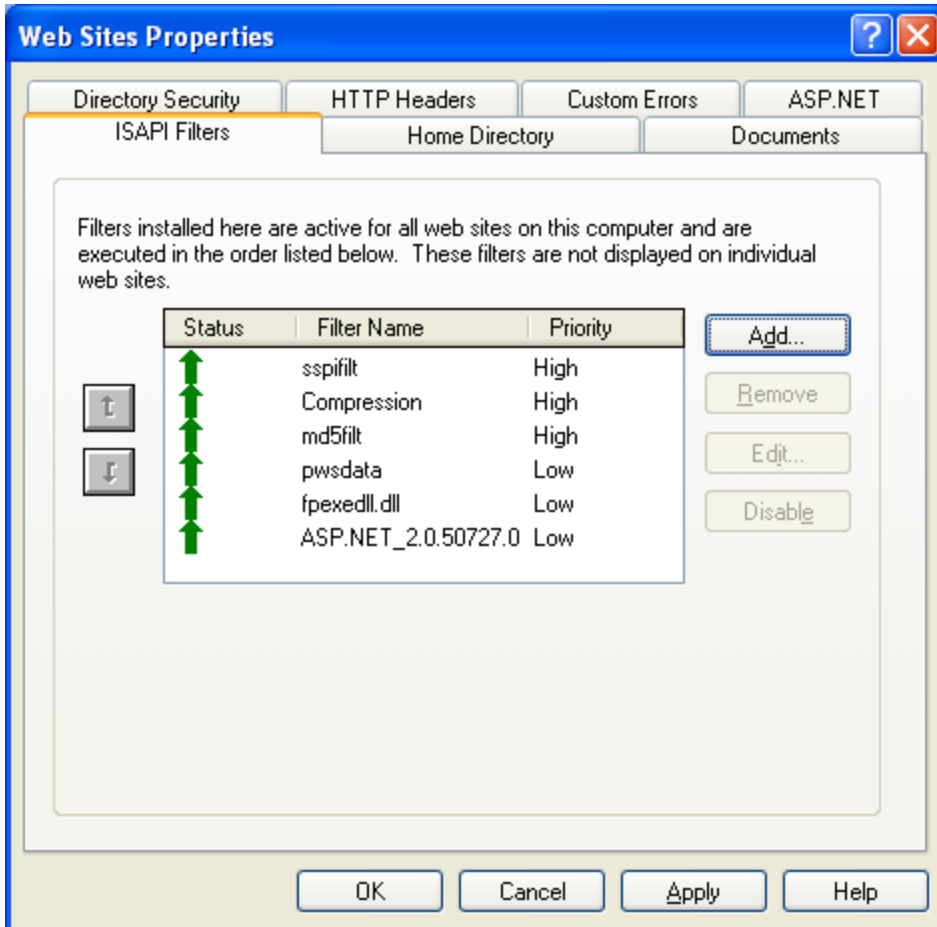 Web Sites Properties
Directory Security HTTP Headers Custom Errors ASP.NET
ISAPI Filters Home Directory Documents
Filters installed here are active for all web sites on this computer and are
executed in the order listed below. These filters are not displayed on individual
web sites.
Status Filter Name Priority
sspifilt High
Compression High
md5filt High
pwsdata Low
fpexedll.dll Low
ASP.NET_2.0.50727.0 Low
Add...
Remove
Edit...
Disable
OK Cancel Apply Help